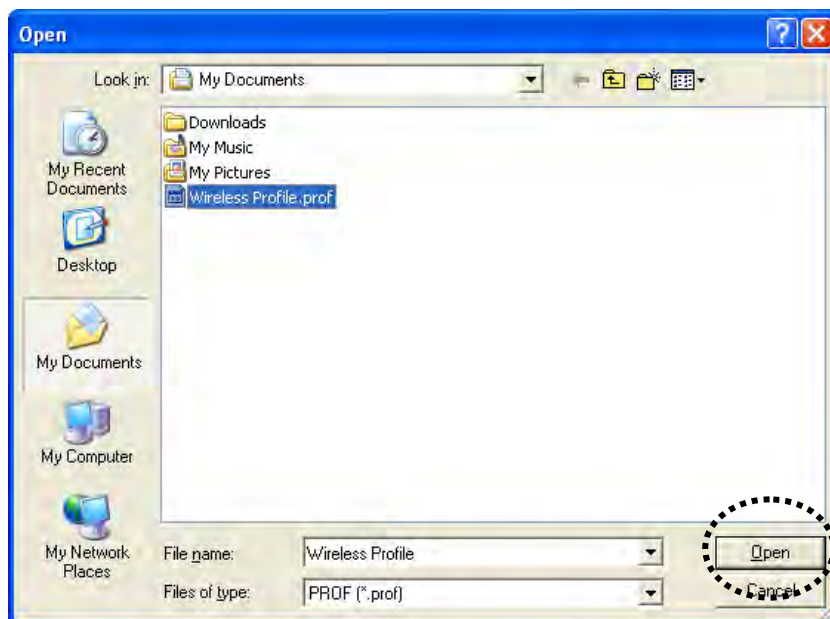 Open
Look in: My Documents
My Recent
Documents
Desktop
My Documents
My Computer
My Network
Places
Downloads
My Music
My Pictures
Wireless Profile.prof
File name: Wireless Profile Open
Files of type: PROF (*.prof) Cancel